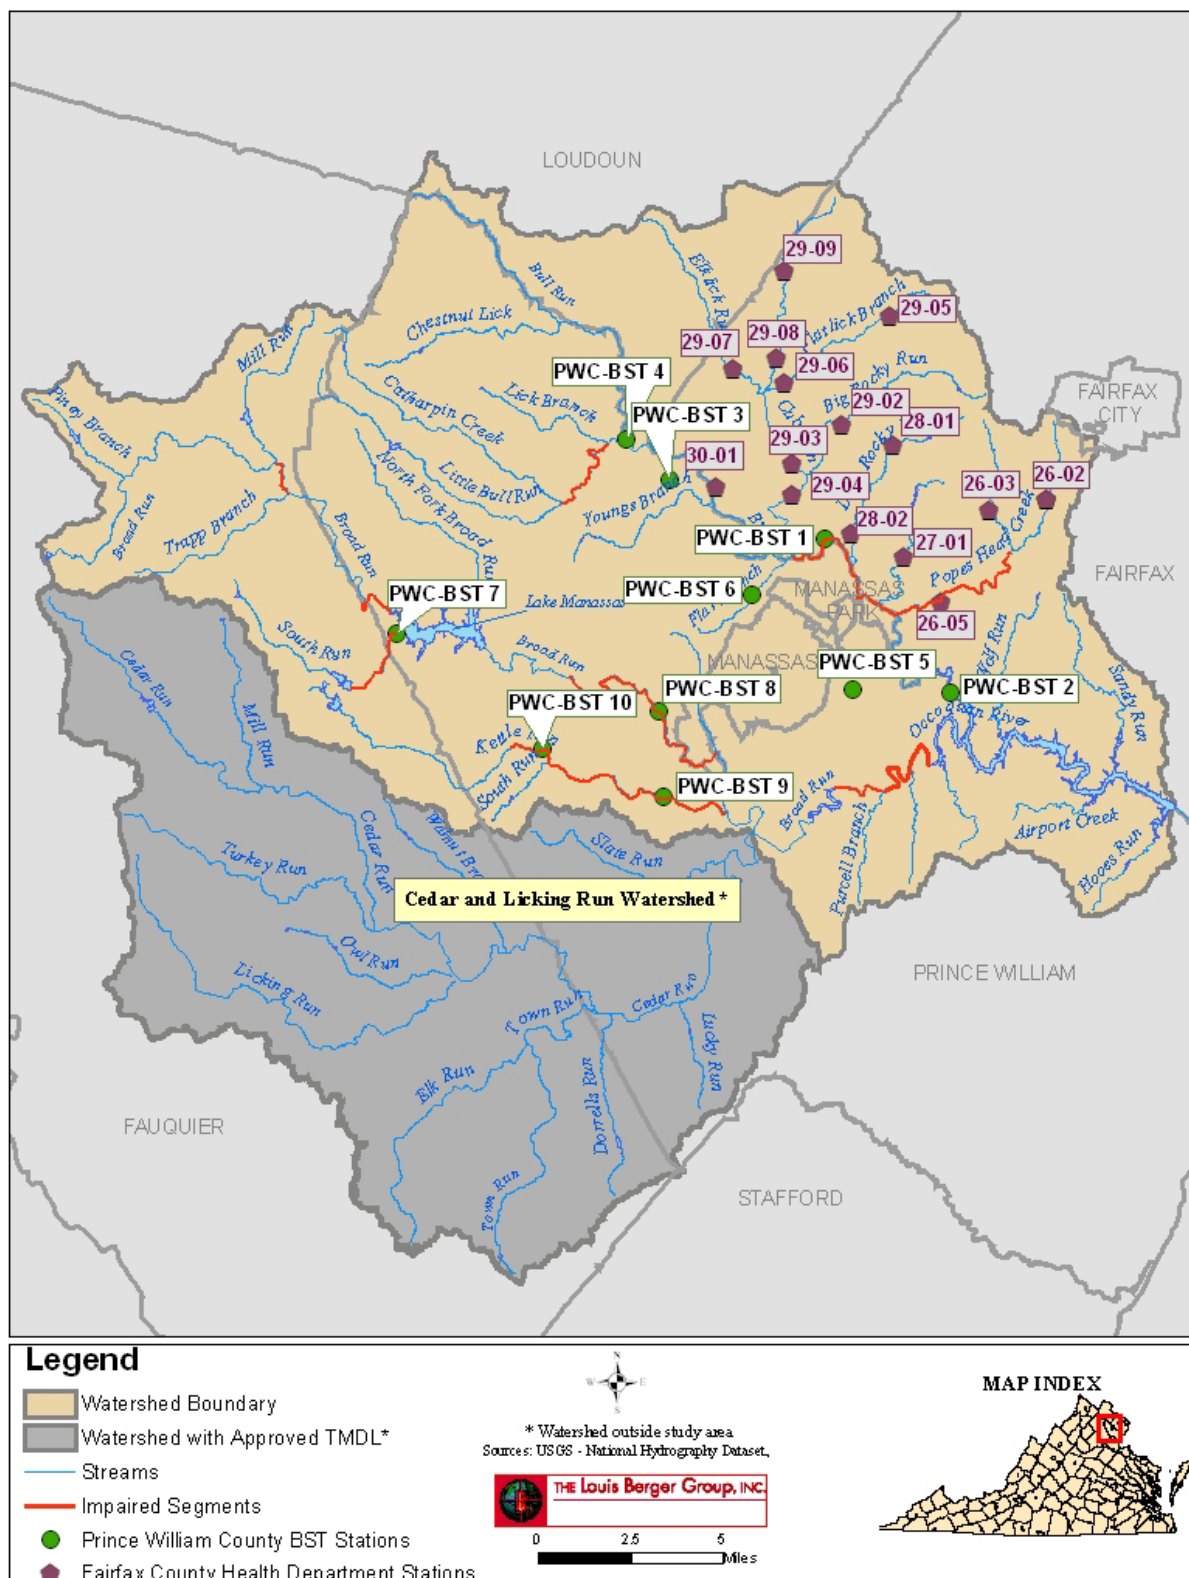 LOUDOUN
29-09
Bull Run
Elklick Ru
29-05
atlick Branch
Chestnut Lick
29-08
29-07
Mill Run
PWC-BST 4
29-06
Big Rocky Run
FAIRFAX
CITY
Piney Branch
Catharpin Creek
Lick Branch
PWC-BST 3
Cub
29-02
28-01
29-03
Rocky
30-01
26-02
26-03
North Fork Broad Run
Little Bull Run
Youngs Branch
29-04
Broad Run
Trapp Branch
Broad Run
28-02
PWC-BST 1
27-01
Popes Head Creek
FAIRFAX
PWC-BST 7
PWC-BST 6
Lake Manassas
MANASSAS
PARK
26-05
South Run
Broad Run
MANASSAS
PWC-BST 5
Wolf Run
Cedar Run
Mill Run
PWC-BST 8
PWC-BST 2
Sandy Run
PWC-BST 10
Occoquan River
Kettle
South Run
PWC-BST 9
Broad Run
Airport Creek
Cedar Run
Walnut Br
Slate Run
Turkey Run
Purcell Branch
Hooes Run
Cedar and Licking Run Watershed *
Owl Run
Licking Run
PRINCE WILLIAM
Cedar Run
Town Run
Lucky Run
Elk Run
Dorrells Run
FAUQUIER
Town Run
STAFFORD
Legend
Watershed Boundary
Watershed with Approved TMDL*
Streams
Impaired Segments
Prince William County BST Stations
Fairfax County Health Department Stations
N
W E
S
* Watershed outside study area
Sources: USGS - National Hydrography Dataset,
THE Louis Berger Group, INC.
0 2.5 5
Miles
MAP INDEX